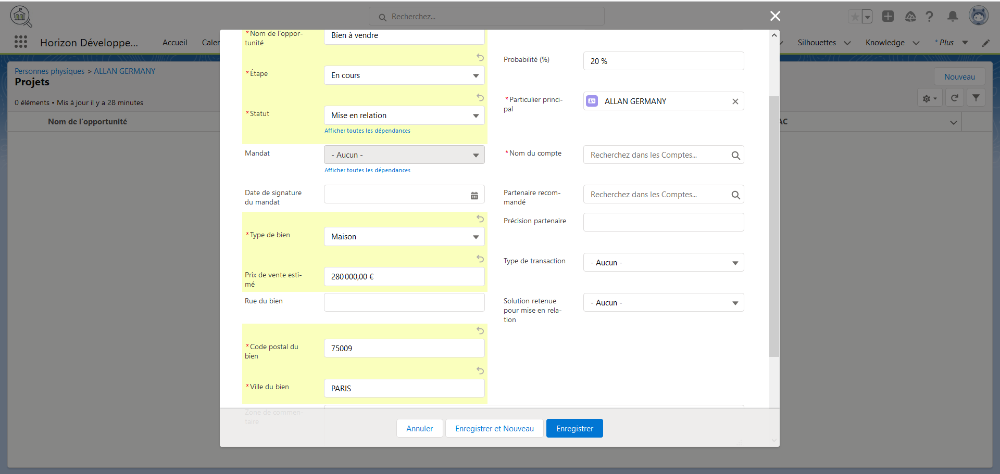 Recherchez...
Horizon Développe...
Accueil
Caler
Silhouettes
Knowledge
* Plus
Personnes physiques > ALLAN GERMANY
Projets
0 éléments • Mis à jour il y a 28 minutes
Nouveau
Nom de l'opportunité
AC
*Nom de l'oppor-
tunité
Bien à vendre
*Étape
En cours
*Statut
Mise en relation
Afficher toutes les dépendances
Mandat
- Aucun -
Afficher toutes les dépendances
Date de signature
du mandat
*Type de bien
Maison
Prix de vente esti-
mé
280 000,00 €
Rue du bien
*Code postal du
bien
75009
*Ville du bien
PARIS
Zone de commen-
taire
Probabilité (%)
20 %
*Particulier princi-
pal
ALLAN GERMANY
*Nom du compte
Recherchez dans les Comptes...
Partenaire recom-
mandé
Recherchez dans les Comptes...
Précision partenaire
Type de transaction
- Aucun -
Solution retenue
pour mise en rela-
tion
- Aucun -
Annuler
Enregistrer et Nouveau
Enregistrer